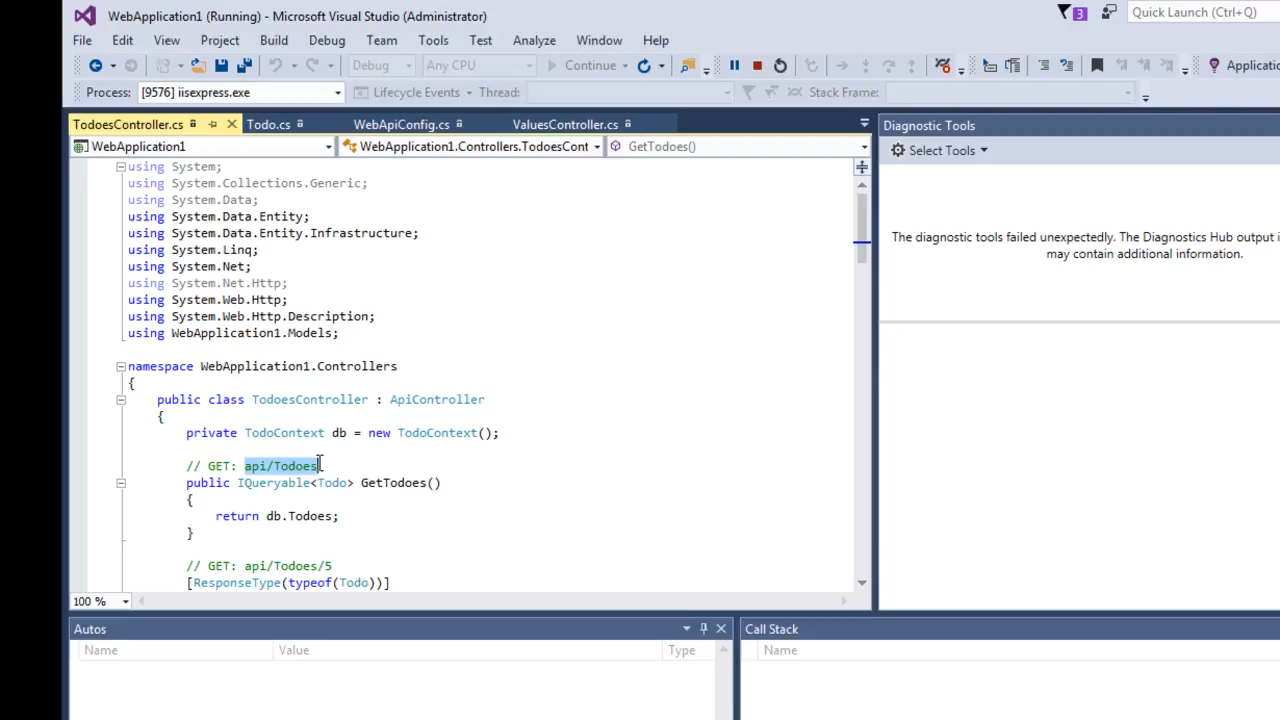 WebApplication1 (Running) - Microsoft Visual Studio (Administrator)
3
Quick Launch (Ctrl+Q)
File Edit View Project Build Debug Team Tools Test Analyze Window Help
Debug Any CPU Continue Applicatio
Process: [9576] iisexpress.exe Lifecycle Events Thread: Stack Frame:
TodoesController.cs Todo.cs WebApiConfig.cs ValuesController.cs
WebApplication1 WebApplication1.Controllers.TodoesCont GetTodoes()
using System;
using System.Collections.Generic;
using System.Data;
using System.Data.Entity;
using System.Data.Entity.Infrastructure;
using System.Linq;
using System.Net;
using System.Net.Http;
using System.Web.Http;
using System.Web.Http.Description;
using WebApplication1.Models;
namespace WebApplication1.Controllers
{
public class TodoesController : ApiController
{
private TodoContext db = new TodoContext();
// GET: api/Todoes
public IQueryable<Todo> GetTodoes()
{
return db.Todoes;
}
// GET: api/Todoes/5
[ResponseType(typeof(Todo))]
100 %
Diagnostic Tools
Select Tools
The diagnostic tools failed unexpectedly. The Diagnostics Hub output i
may contain additional information.
Autos
Name Value Type
Call Stack
Name